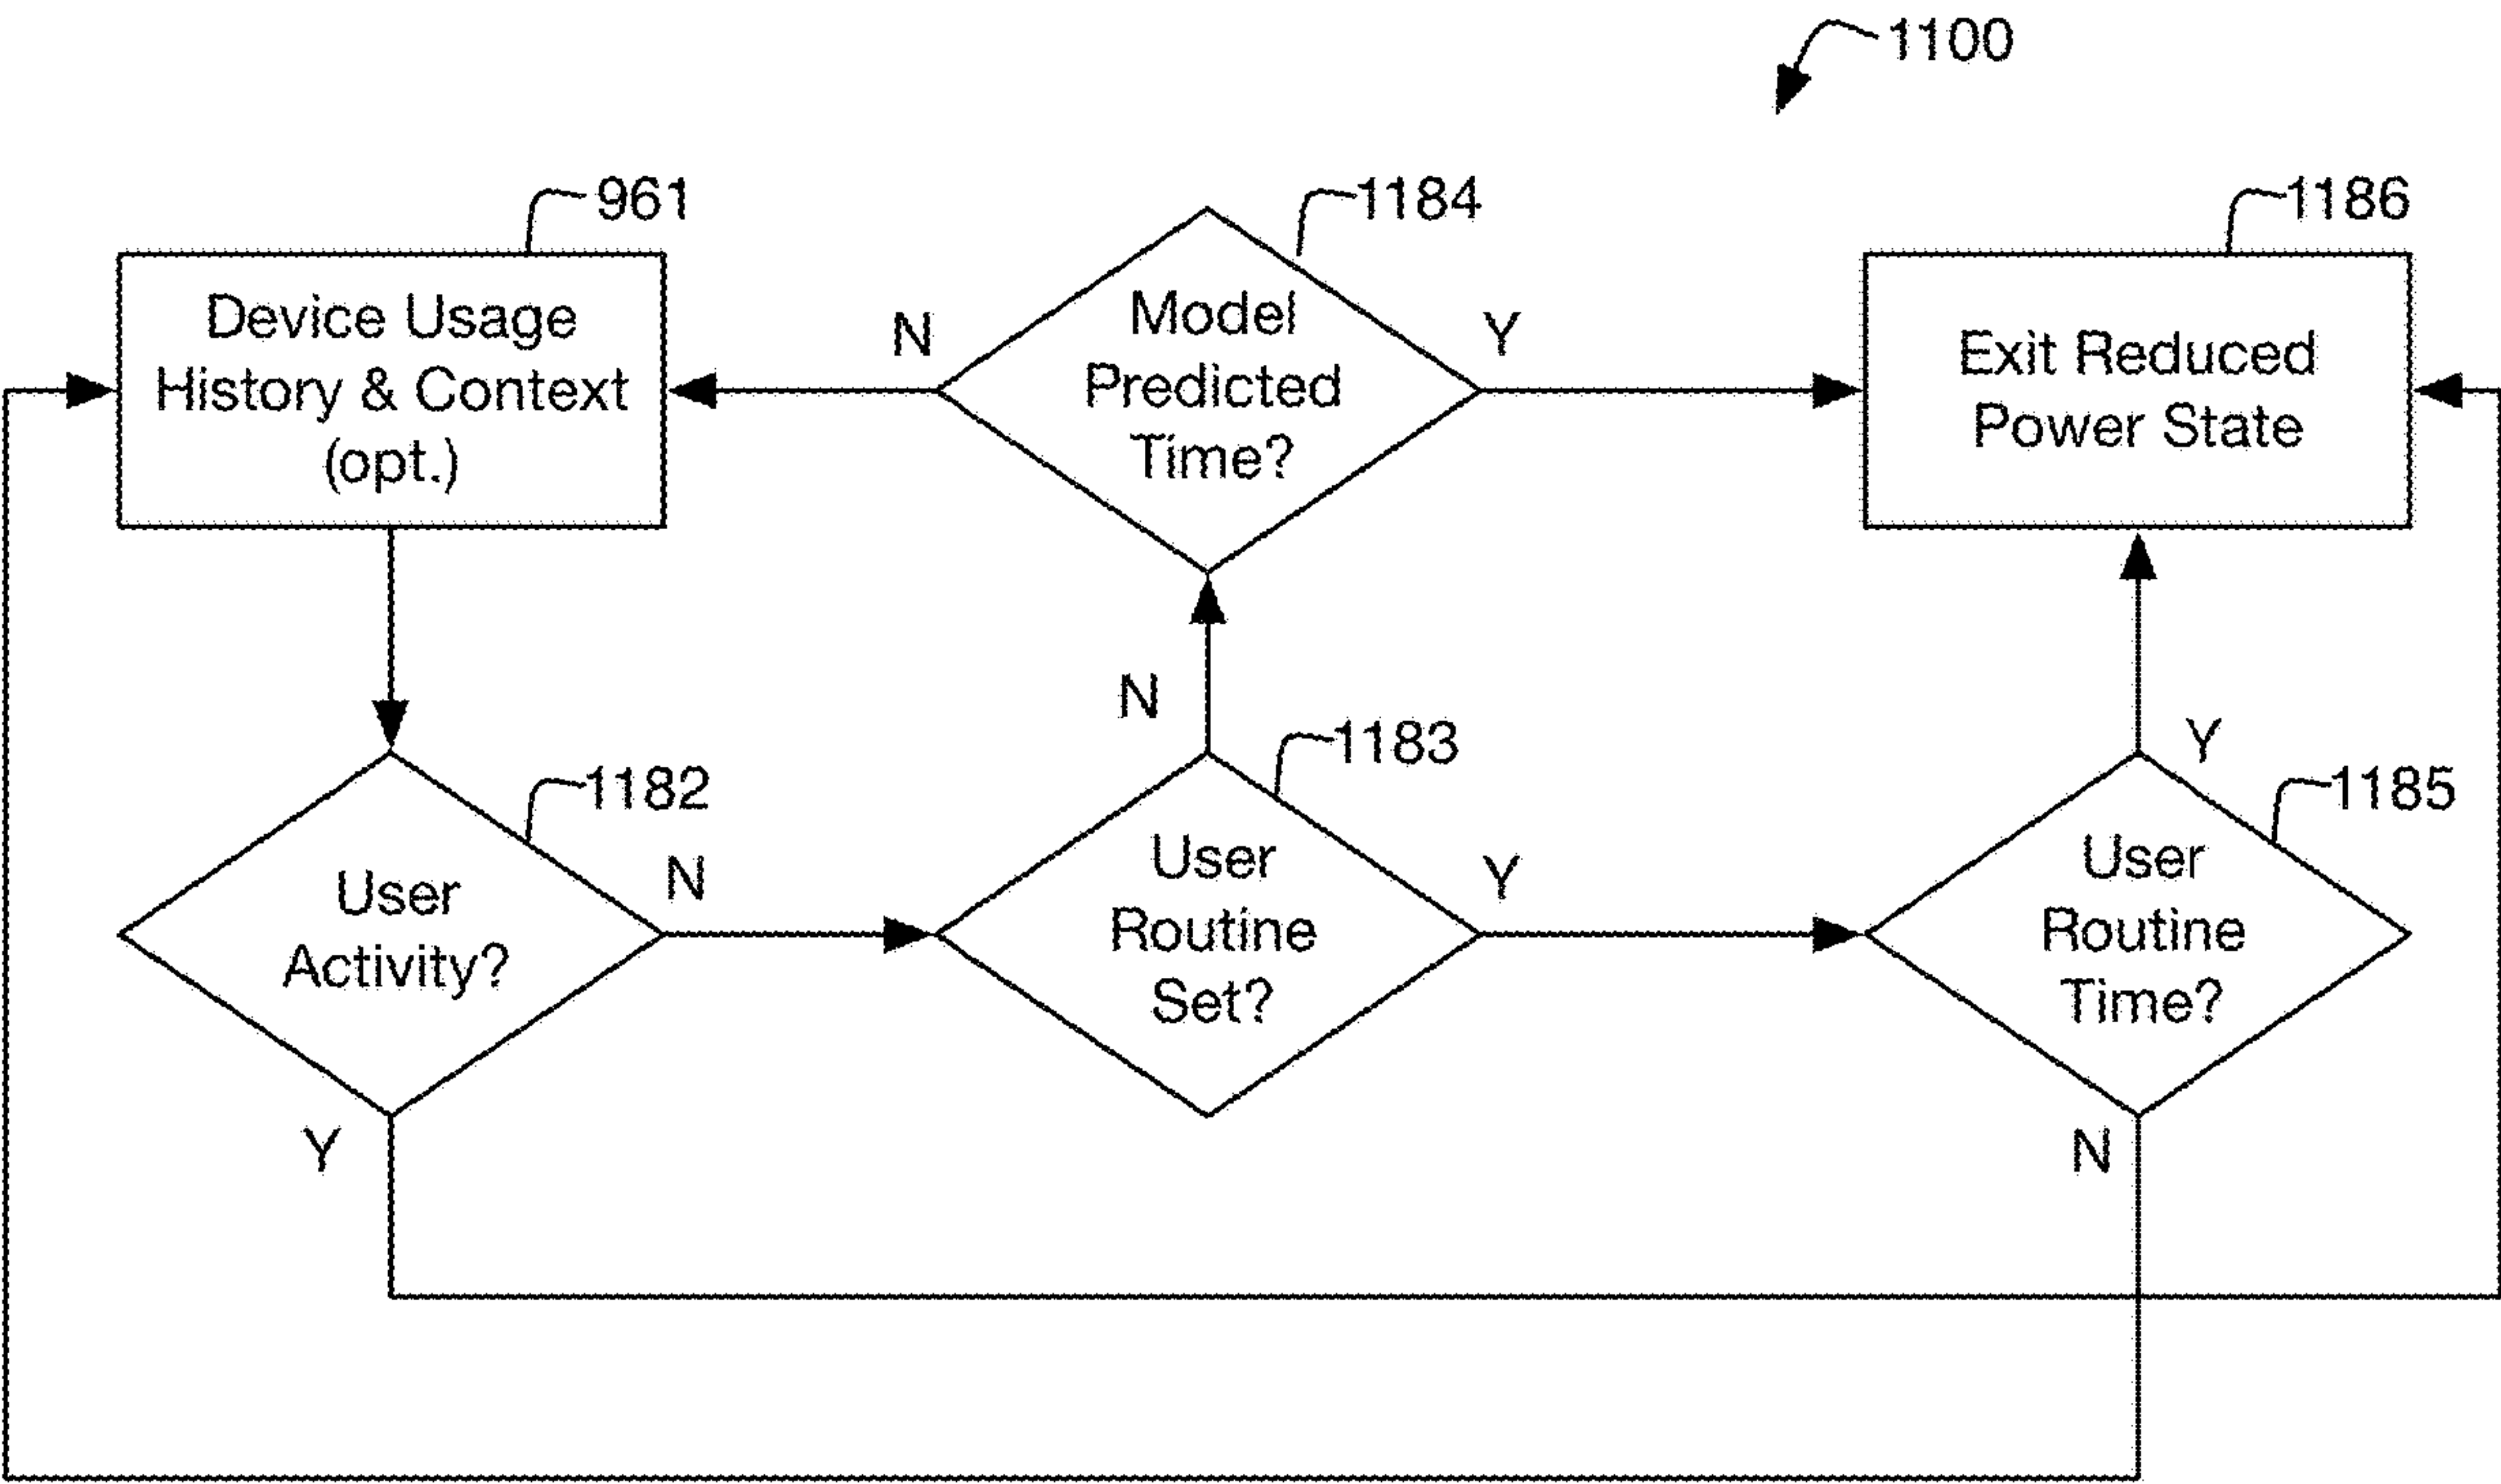 1100
961
Device Usage
History & Context
(opt.)
N
1184
Model
Predicted
Time?
Y
1186
Exit Reduced
Power State
1182
User
Activity?
N
Y
N
1183
User
Routine
Set?
Y
Y
1185
User
Routine
Time?
N